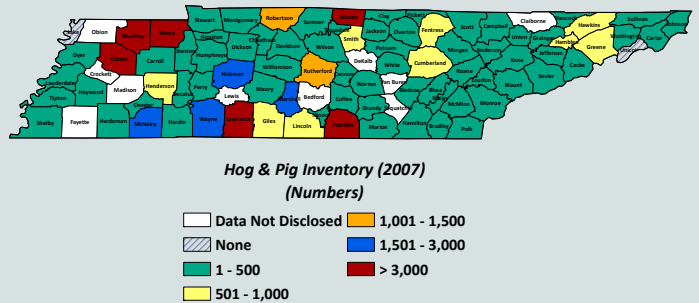 Stewart Montgomery Robertson Sumner Macon Clay Pickett
Lake Obion Weakley Henry Houston Cheatham Trousdale Jackson Overton Fentress Scott Campbell Claiborne Hancock Hawkins Sullivan Johnson
Dyer Gibson Carroll Benton Humphreys Dickson Davidson Wilson Smith Putnam Morgan Anderson Union Grainger Hamblen Greene Washington Unicoi Carter
Lauderdale Crockett Haywood Madison Henderson Decatur Perry Hickman Williamson Rutherford Cannon DeKalb White Cumberland Roane Loudon Knox Jefferson Cocke
Tipton Chester Lewis Maury Marshall Bedford Coffee Warren Van Buren Bledsoe Rhea Meigs McMinn Monroe Blount Sevier
Shelby Fayette Hardeman McNairy Hardin Wayne Lawrence Giles Lincoln Franklin Grundy Marion Sequatchie Hamilton Bradley Polk
Hog & Pig Inventory (2007)
(Numbers)
Data Not Disclosed
None
1 - 500
501 - 1,000
1,001 - 1,500
1,501 - 3,000
> 3,000